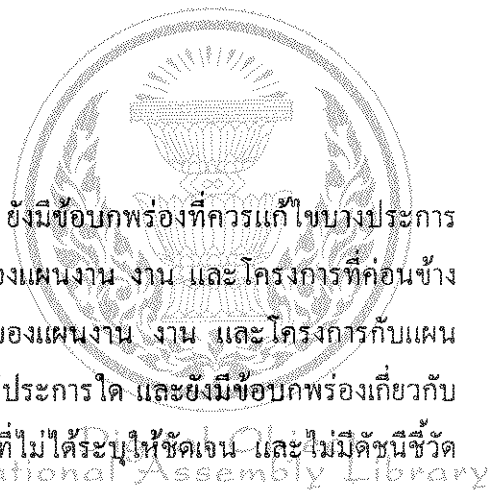 ยังมีข้อบกพร่องที่ควรแก้ไขบางประการ
องแผนงาน งาน และโครงการที่ค่อนข้าง
ของแผนงาน งาน และโครงการกับแผน
ประการใด และยังมีข้อบกพร่องเกี่ยวกับ
ที่ไม่ได้ระบุให้ชัดเจน และไม่มีดัชนีชี้วัด
ational Assembly Library